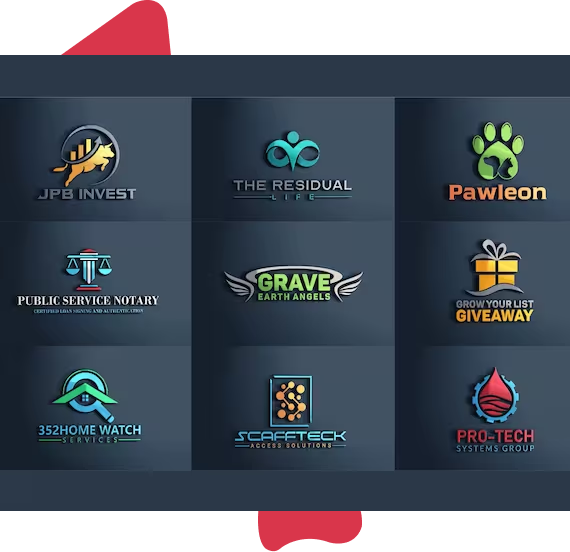 JPB INVEST
THE RESIDUAL
LIFE
Pawleon
PUBLIC SERVICE NOTARY
CERTIFIED LOAN SIGNING AND AUTHENTICATION
GRAVE
EARTH ANGELS
GROW YOUR LIST
GIVEAWAY
352HOME WATCH
SERVICES
SCAFFTECK
ACCESS SOLUTIONS
PRO-TECH
SYSTEMS GROUP